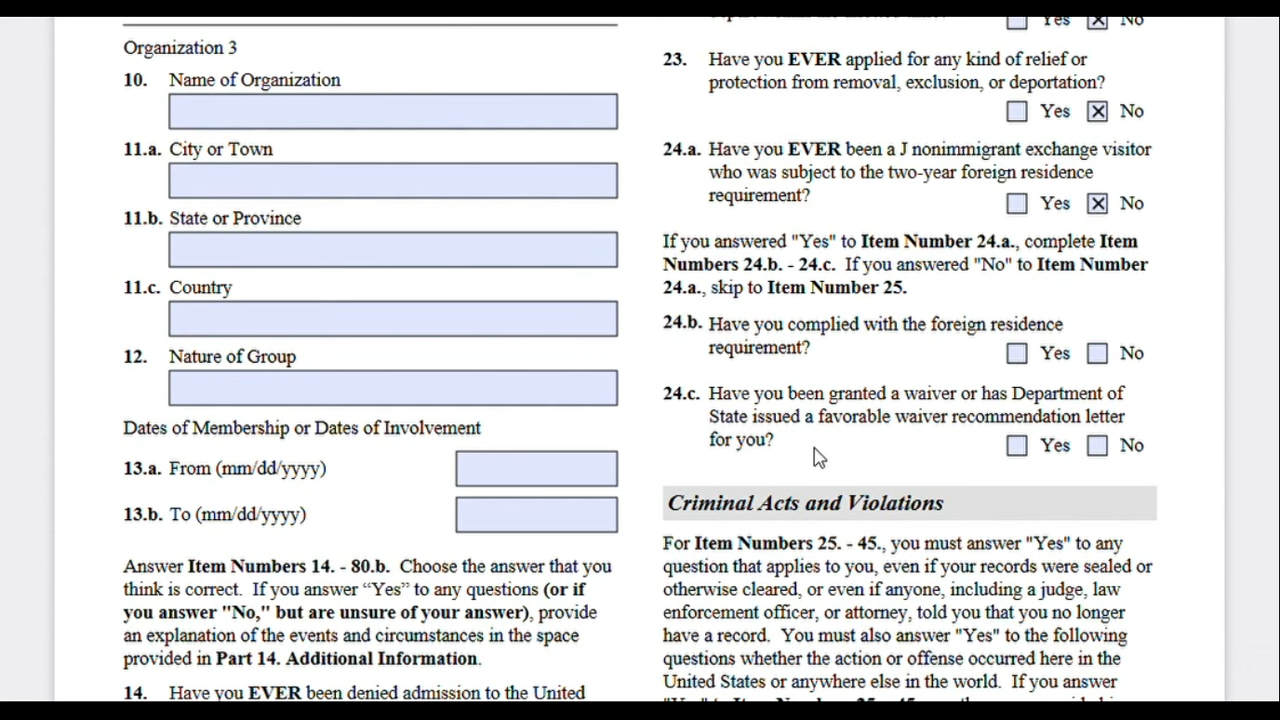 Organization 3
10. Name of Organization
11.a. City or Town
11.b. State or Province
11.c. Country
12. Nature of Group
Dates of Membership or Dates of Involvement
13.a. From (mm/dd/yyyy)
13.b. To (mm/dd/yyyy)
Answer Item Numbers 14. - 80.b. Choose the answer that you
think is correct. If you answer “Yes” to any questions (or if
you answer "No," but are unsure of your answer), provide
an explanation of the events and circumstances in the space
provided in Part 14. Additional Information.
14. Have you EVER been denied admission to the United
Yes No
23. Have you EVER applied for any kind of relief or
protection from removal, exclusion, or deportation?
Yes No
24.a. Have you EVER been a J nonimmigrant exchange visitor
who was subject to the two-year foreign residence
requirement?
Yes No
If you answered "Yes" to Item Number 24.a., complete Item
Numbers 24.b. - 24.c. If you answered "No" to Item Number
24.a., skip to Item Number 25.
24.b. Have you complied with the foreign residence
requirement?
Yes No
24.c. Have you been granted a waiver or has Department of
State issued a favorable waiver recommendation letter
for you?
Yes No
Criminal Acts and Violations
For Item Numbers 25. - 45., you must answer "Yes" to any
question that applies to you, even if your records were sealed or
otherwise cleared, or even if anyone, including a judge, law
enforcement officer, or attorney, told you that you no longer
have a record. You must also answer "Yes" to the following
questions whether the action or offense occurred here in the
United States or anywhere else in the world. If you answer